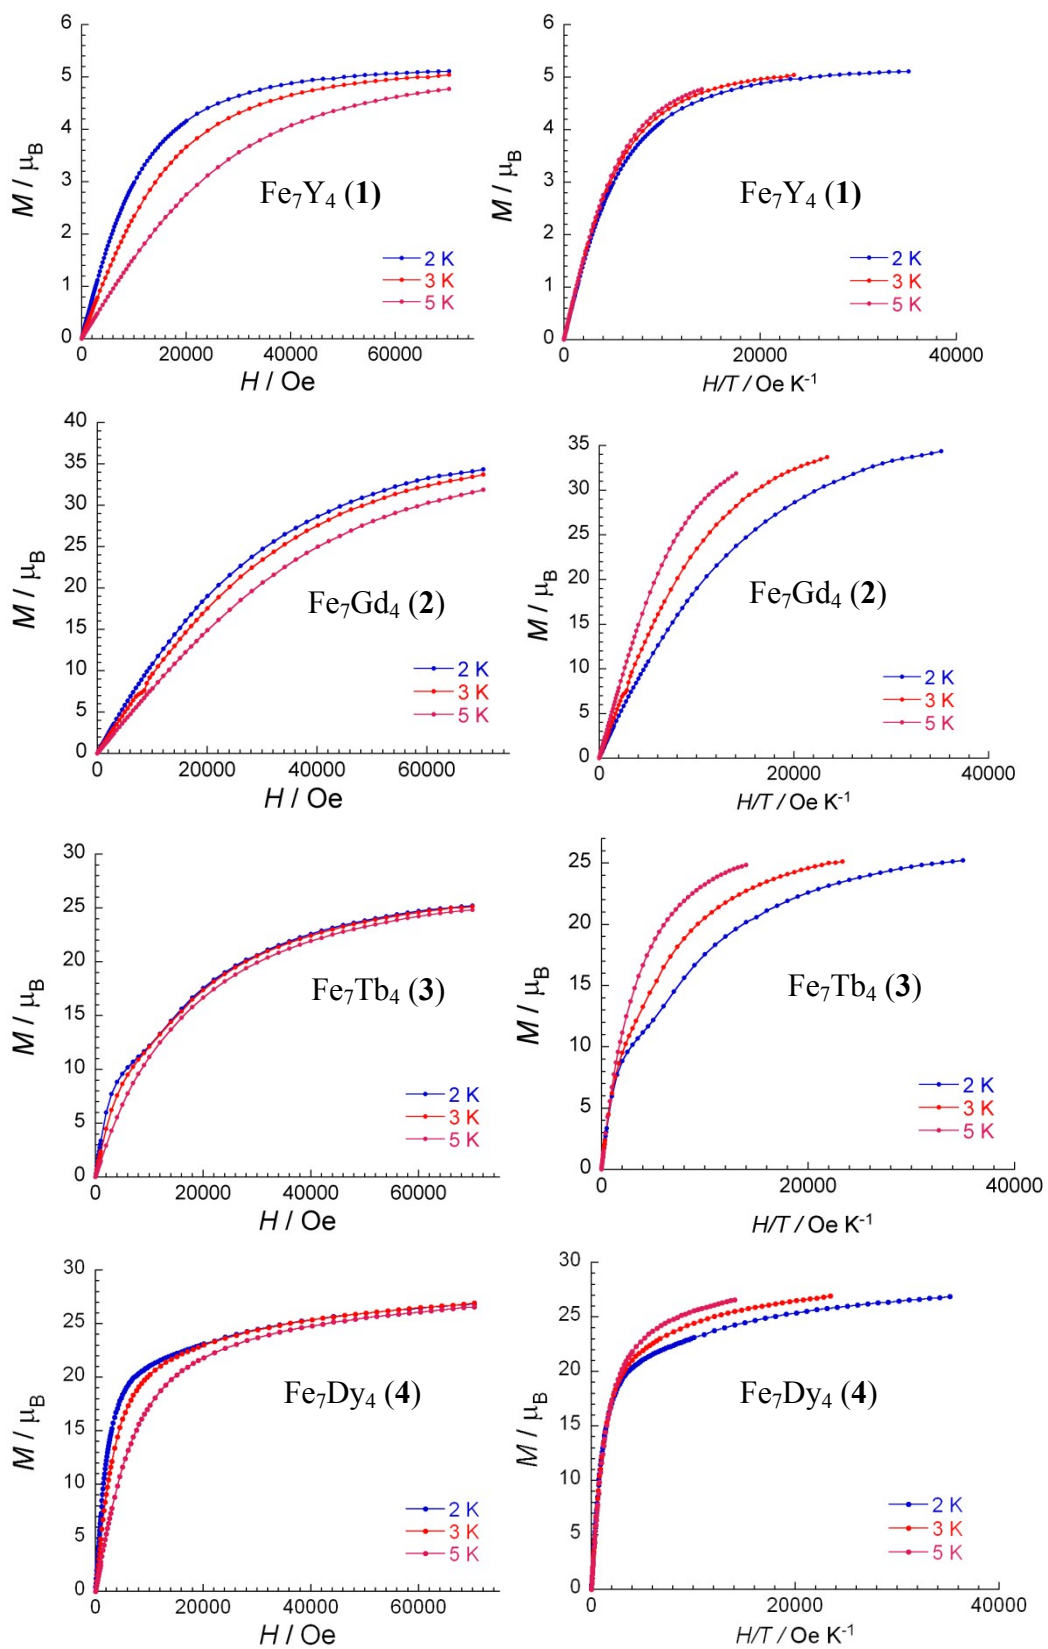 6
5
4
3
2
1
0
M / μB
Fe7Y4 (1)
2 K
3 K
5 K
0 20000 40000 60000
H / Oe
6
5
4
3
2
1
0
M / μB
Fe7Y4 (1)
2 K
3 K
5 K
0 20000 40000
H/T / Oe K-1
40
35
30
25
20
15
10
5
0
M / μB
Fe7Gd4 (2)
2 K
3 K
5 K
0 20000 40000 60000
H / Oe
35
30
25
20
15
10
5
0
M / μB
Fe7Gd4 (2)
2 K
3 K
5 K
0 20000 40000
H/T / Oe K-1
30
25
20
15
10
5
0
M / μB
Fe7Tb4 (3)
2 K
3 K
5 K
0 20000 40000 60000
H / Oe
25
20
15
10
5
0
M / μB
Fe7Tb4 (3)
2 K
3 K
5 K
0 20000 40000
H/T / Oe K-1
30
25
20
15
10
5
0
M / μB
Fe7Dy4 (4)
2 K
3 K
5 K
0 20000 40000 60000
H / Oe
30
25
20
15
10
5
0
M / μB
Fe7Dy4 (4)
2 K
3 K
5 K
0 20000 40000
H/T / Oe K-1